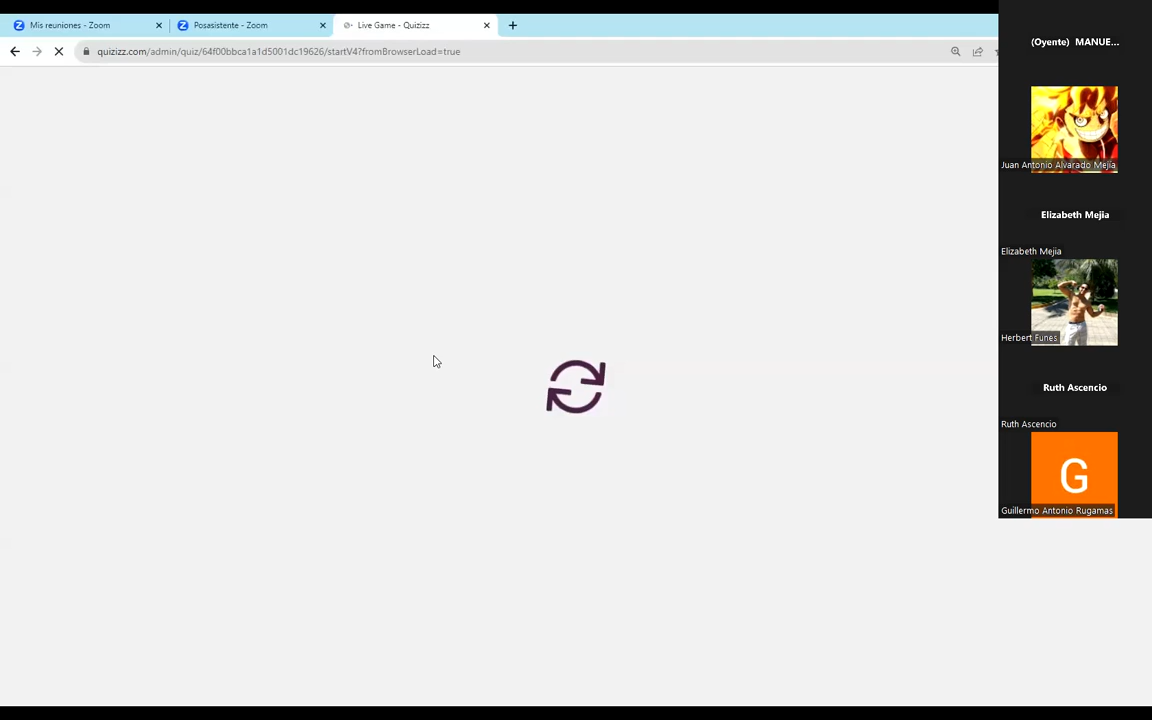 Mis reuniones - Zoom
Posasistente - Zoom
Live Game - Quizizz
quizizz.com/admin/quiz/64f00bbca1a1d5001dc19626/startV4?fromBrowserLoad=true
(Oyente) MANUE...
Juan Antonio Alvarado Mejía
Elizabeth Mejia
Elizabeth Mejia
Herbert Funes
Ruth Ascencio
Ruth Ascencio
G
Guillermo Antonio Rugamas